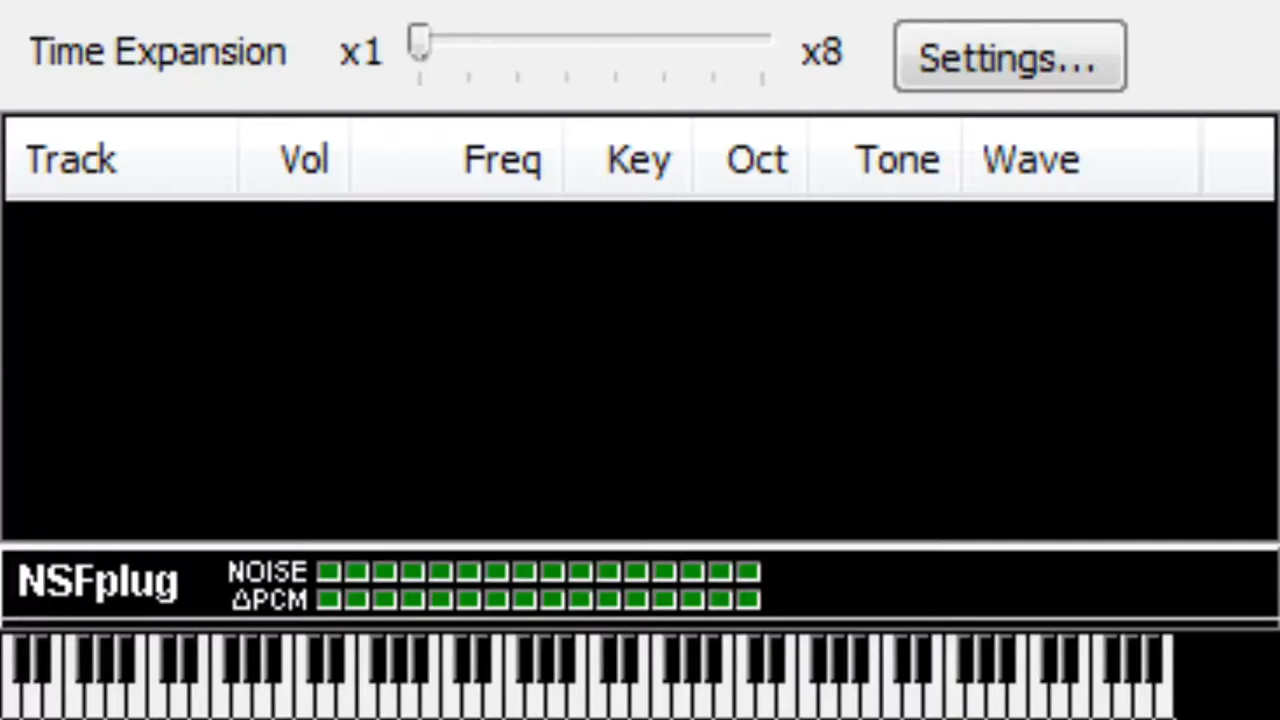 Time Expansion x1 x8 Settings...
Track Vol Freq Key Oct Tone Wave
NSFplug NOISE
ΔPCM